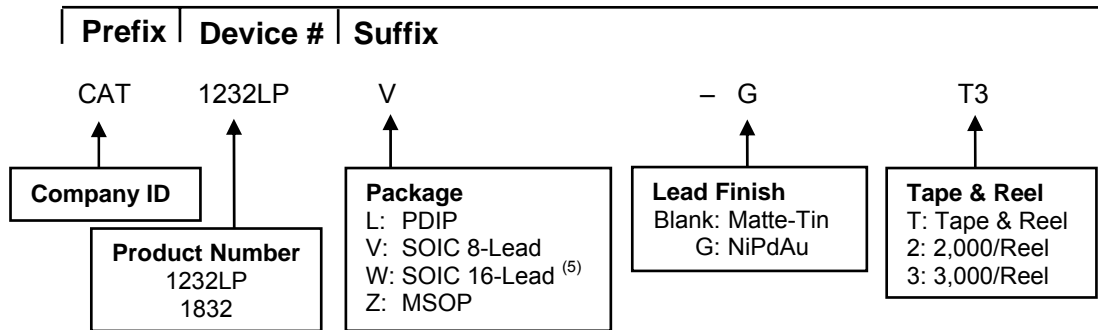 Prefix Device # Suffix
CAT 1232LP V – G T3
Company ID
Product Number
1232LP
1832
Package
L: PDIP
V: SOIC 8-Lead
W: SOIC 16-Lead (5)
Z: MSOP
Lead Finish
Blank: Matte-Tin
G: NiPdAu
Tape & Reel
T: Tape & Reel
2: 2,000/Reel
3: 3,000/Reel